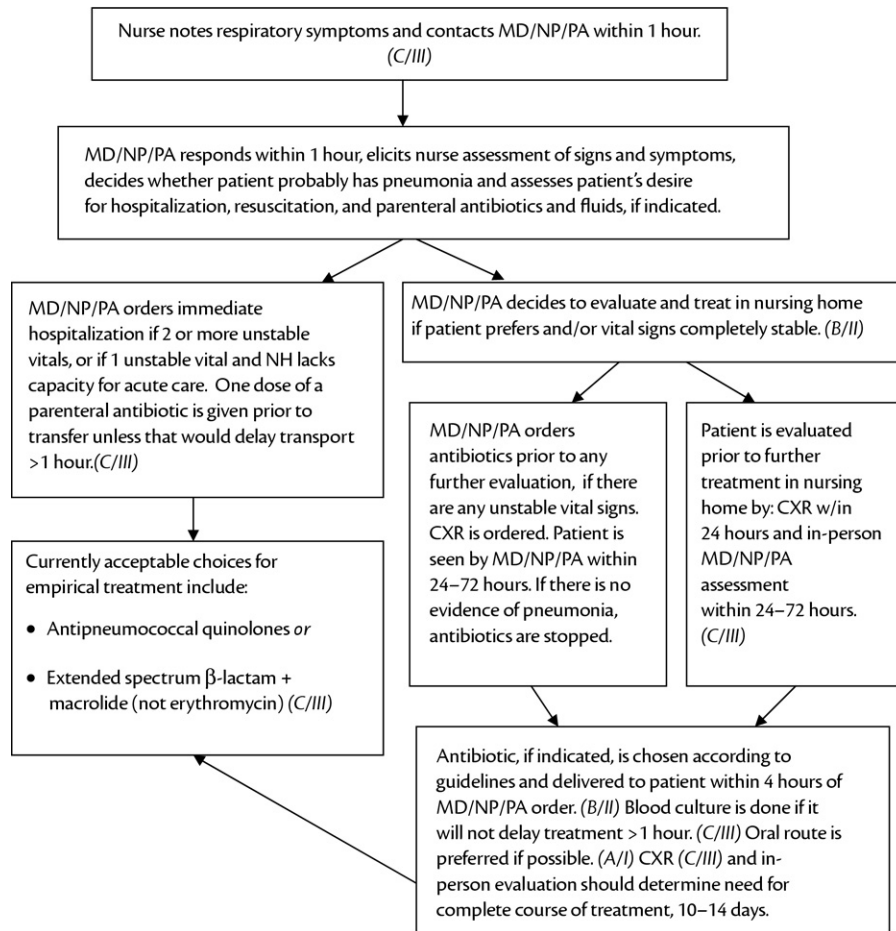 Nurse notes respiratory symptoms and contacts MD/NP/PA within 1 hour.
(C/III)
MD/NP/PA responds within 1 hour, elicits nurse assessment of signs and symptoms,
decides whether patient probably has pneumonia and assesses patient's desire
for hospitalization, resuscitation, and parenteral antibiotics and fluids, if indicated.
MD/NP/PA orders immediate
hospitalization if 2 or more unstable
vitals, or if 1 unstable vital and NH lacks
capacity for acute care. One dose of a
parenteral antibiotic is given prior to
transfer unless that would delay transport
>1 hour.(C/III)
MD/NP/PA decides to evaluate and treat in nursing home
if patient prefers and/or vital signs completely stable. (B/II)
MD/NP/PA orders
antibiotics prior to any
further evaluation, if there
are any unstable vital signs.
CXR is ordered. Patient is
seen by MD/NP/PA within
24–72 hours. If there is no
evidence of pneumonia,
antibiotics are stopped.
Patient is evaluated
prior to further
treatment in nursing
home by: CXR w/in
24 hours and in-person
MD/NP/PA
assessment
within 24–72 hours.
(C/III)
Currently acceptable choices for
empirical treatment include:
• Antipneumococcal quinolones or
• Extended spectrum β-lactam +
macrolide (not erythromycin) (C/III)
Antibiotic, if indicated, is chosen according to
guidelines and delivered to patient within 4 hours of
MD/NP/PA order. (B/II) Blood culture is done if it
will not delay treatment >1 hour. (C/III) Oral route is
preferred if possible. (A/I) CXR (C/III) and in-
person evaluation should determine need for
complete course of treatment, 10–14 days.